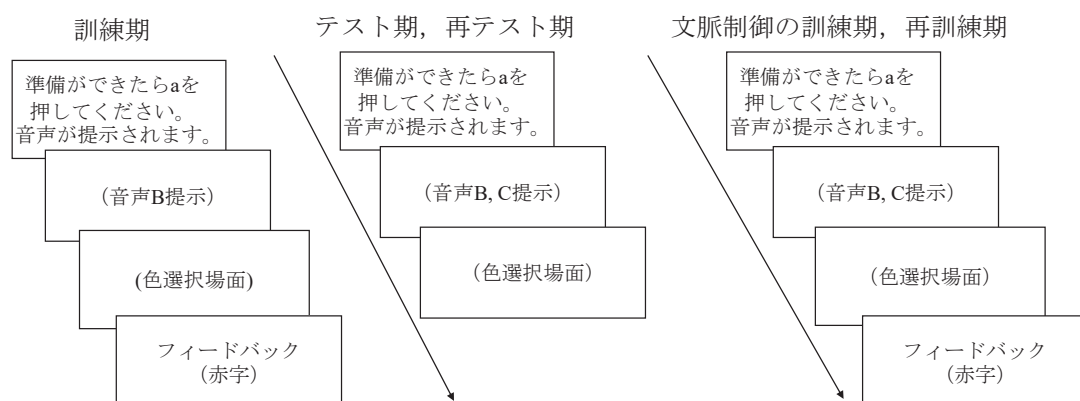 訓練期
準備ができたらaを
押してください。
音声が提示されます。
（音声B提示）
(色選択場面)
フィードバック
（赤字）
テスト期，再テスト期
準備ができたらaを
押してください。
音声が提示されます。
（音声B, C提示）
（色選択場面）
文脈制御の訓練期，再訓練期
準備ができたらaを
押してください。
音声が提示されます。
（音声B, C提示）
（色選択場面）
フィードバック
（赤字）